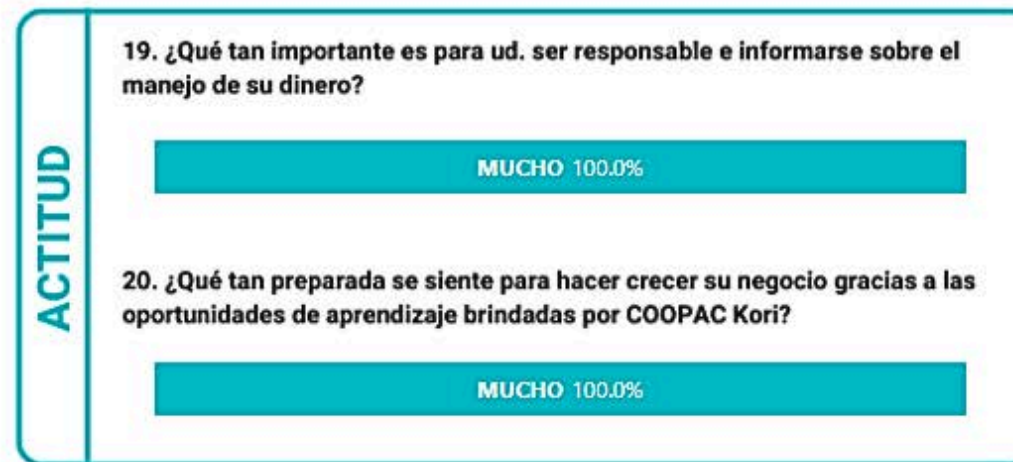 ACTITUD
19. ¿Qué tan importante es para ud. ser responsable e informarse sobre el
manejo de su dinero?
MUCHO 100.0%
20. ¿Qué tan preparada se siente para hacer crecer su negocio gracias a las
oportunidades de aprendizaje brindadas por COOPAC Kori?
MUCHO 100.0%